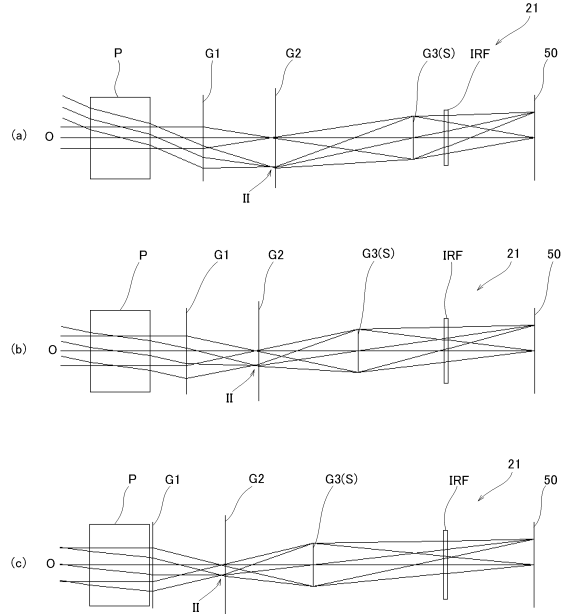 21
P
G1
G2
G3(S)
IRF
50
(a)
O
II
21
P
G1
G2
G3(S)
IRF
50
(b)
O
II
21
P
G1
G2
G3(S)
IRF
50
(c)
O
II